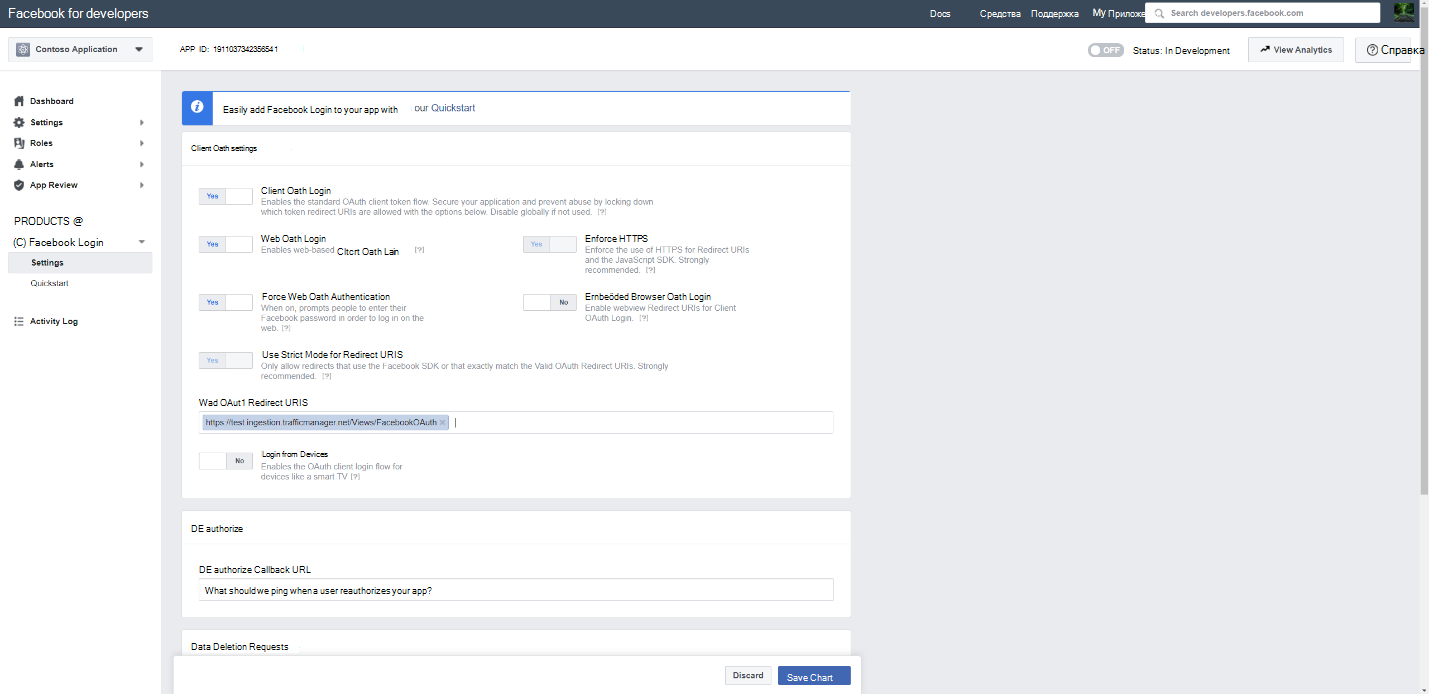 Facebook for developers
Docs Средства Поддержка My Приложе Search developers.facebook.com
Contoso Application APP ID: 1911037342356541 OFF Status: In Development View Analytics Справка
Dashboard
Settings
Roles
Alerts
App Review
PRODUCTS @
(C) Facebook Login
Settings
Quickstart
Activity Log
Easily add Facebook Login to your app with our Quickstart
Client Oath settings
Yes Client Oath Login
Enables the standard OAuth client token flow. Secure your application and prevent abuse by locking down
which token redirect URIs are allowed with the options below. Disable globally if not used. [?]
Yes Web Oath Login
Enables web-based Cltcrt Oath Lain [?]
Yes Enforce HTTPS
Enforce the use of HTTPS for Redirect URIs
and the JavaScript SDK. Strongly
recommended. [?]
Yes Force Web Oath Authentication
When on, prompts people to enter their
Facebook password in order to log in on the
web. [?]
No Ernbeöded Browser Oath Login
Enable webview Redirect URIs for Client
OAuth Login. [?]
Yes Use Strict Mode for Redirect URIS
Only allow redirects that use the Facebook SDK or that exactly match the Valid OAuth Redirect URIs. Strongly
recommended. [?]
Wad OAut1 Redirect URIS
https://test.ingestion.trafficmanager.net/Views/FacebookOAuth ×
No Login from Devices
Enables the OAuth client login flow for
devices like a smart TV [?]
DE authorize
DE authorize Callback URL
What should we ping when a user reauthorizes your app?
Data Deletion Requests
Discard Save Chart